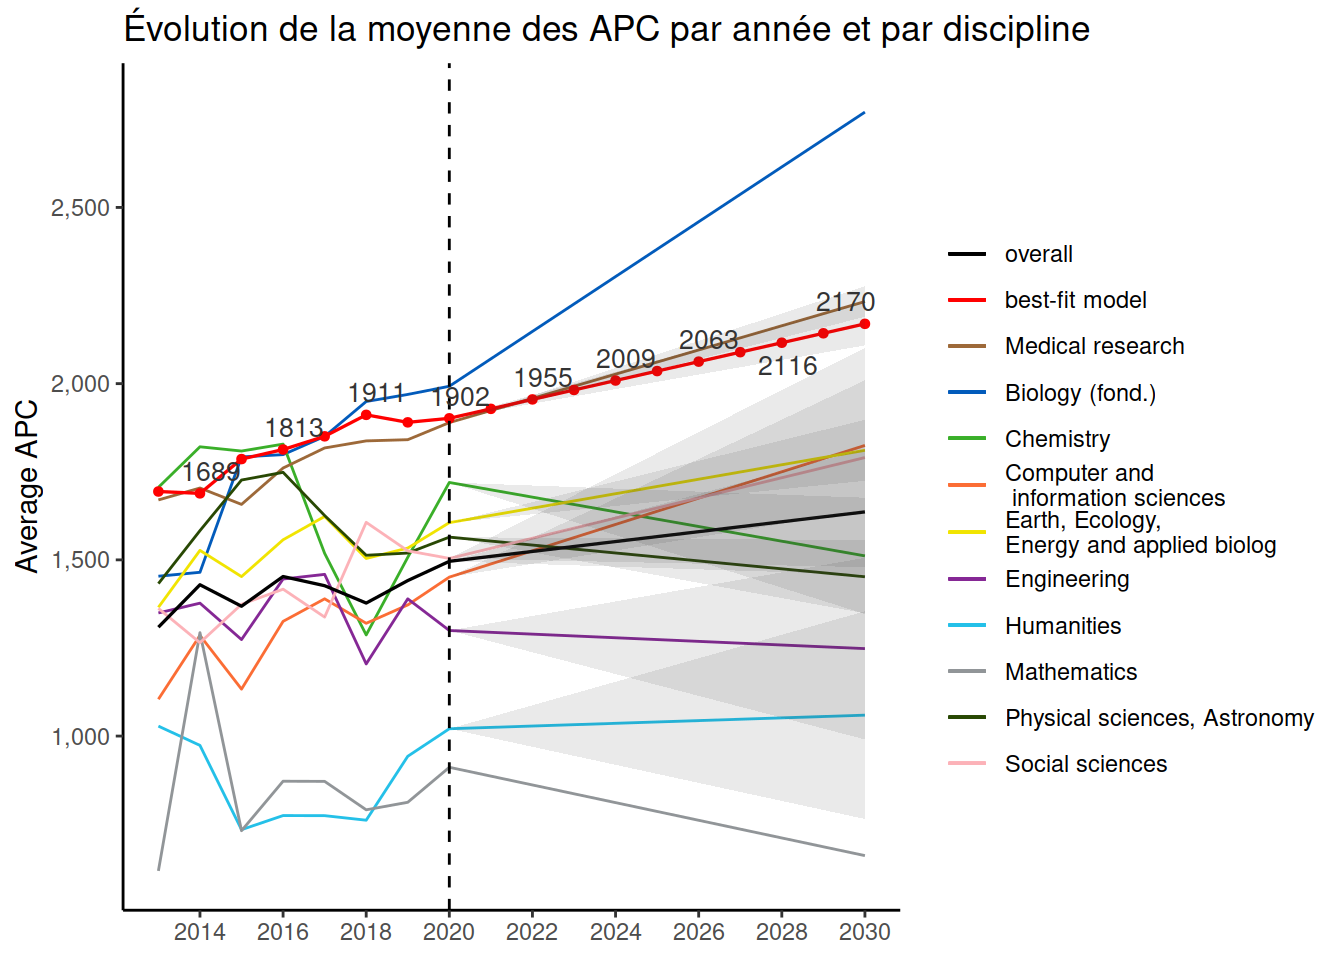 Évolution de la moyenne des APC par année et par discipline
Average APC
2,500
2,000
1,500
1,000
1689
1813
1911
1902
1955
2009
2063
2116
2170
2014
2016
2018
2020
2022
2024
2026
2028
2030
overall
best-fit model
Medical research
Biology (fond.)
Chemistry
Computer and
information sciences
Earth, Ecology,
Energy and applied biolog
Engineering
Humanities
Mathematics
Physical sciences, Astronomy
Social sciences